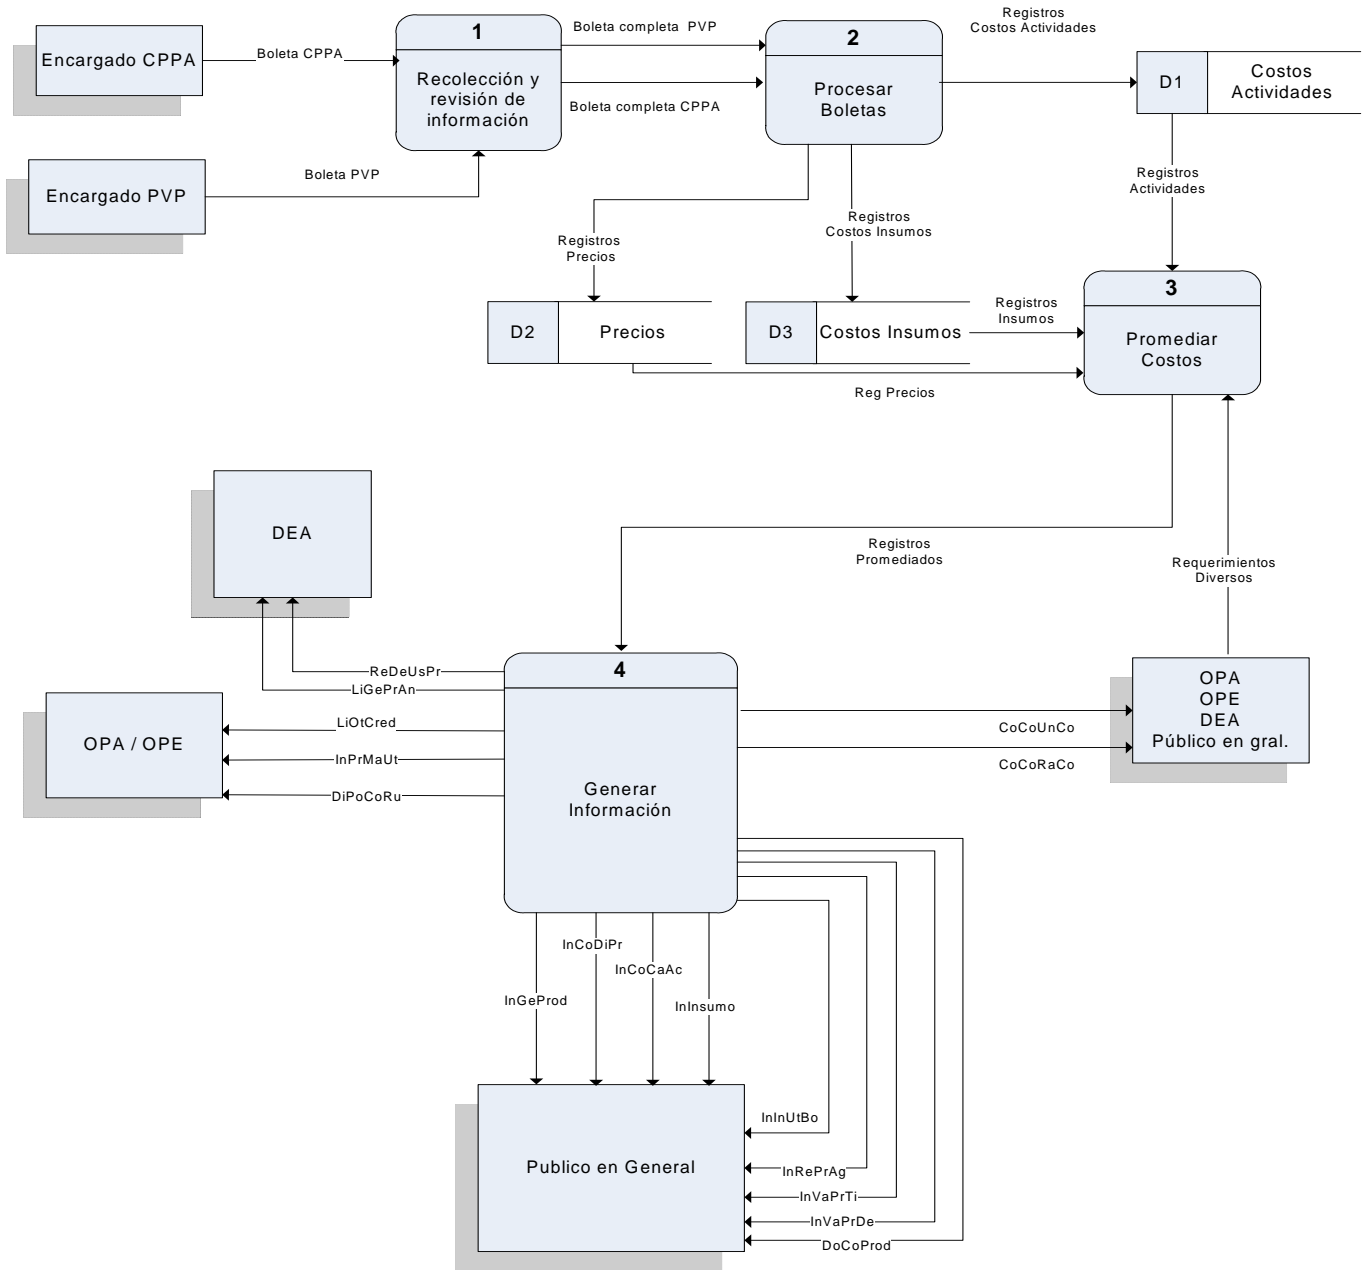 Encargado CPPA
Boleta CPPA
1
Recolección y
revisión de
información
Boleta completa PVP
Boleta completa CPPA
2
Procesar
Boletas
Registros
Costos Actividades
D1
Costos
Actividades
Encargado PVP
Boleta PVP
Registros
Actividades
Registros
Precios
Registros
Costos Insumos
D2
Precios
D3
Costos Insumos
Registros
Insumos
3
Promediar
Costos
Reg Precios
DEA
Registros
Promediados
Requerimientos
Diversos
ReDeUsPr
LiGePrAn
OPA / OPE
LiOtCred
InPrMaUt
DiPoCoRu
4
Generar
Información
CoCoUnCo
CoCoRaCo
OPA
OPE
DEA
Público en gral.
InGeProd
InCoDiPr
InCoCaAc
InInsumo
Publico en General
InInUtBo
InRePrAg
InVaPrTi
InVaPrDe
DoCoProd